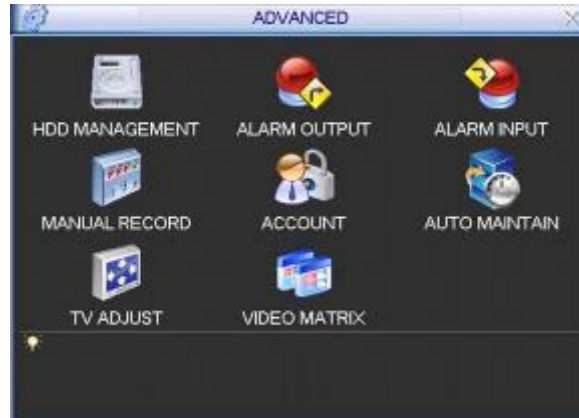 ADVANCED
HDD MANAGEMENT ALARM OUTPUT ALARM INPUT
MANUAL RECORD ACCOUNT AUTO MAINTAIN
TV ADJUST VIDEO MATRIX